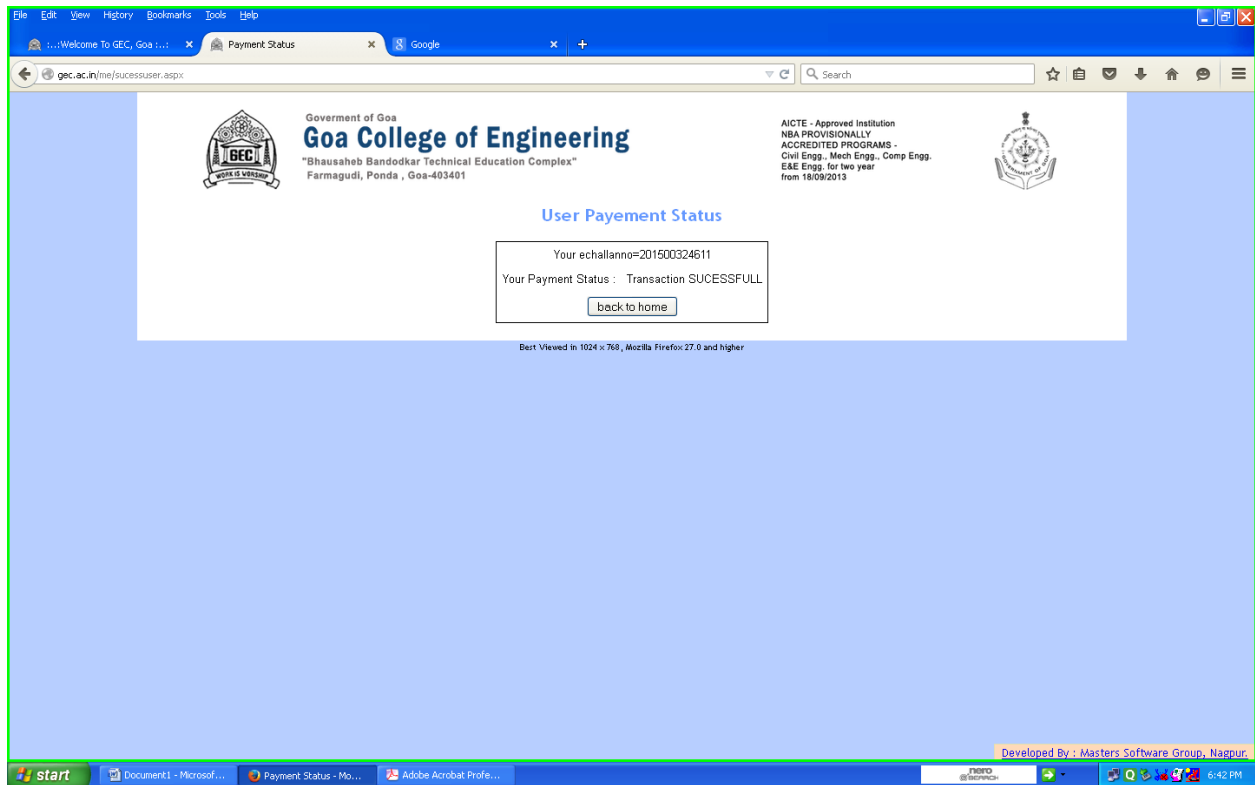 File Edit View History Bookmarks Tools Help
:..:Welcome To GEC, Goa :..:
Payment Status
8 Google
gec.ac.in/me/sucessuser.aspx
Search
GEC
WORK IS WORSHIP
Goverment of Goa
Goa College of Engineering
"Bhausaheb Bandodkar Technical Education Complex"
Farmagudi, Ponda , Goa-403401
AICTE - Approved Institution
NBA PROVISIONALLY
ACCREDITED PROGRAMS -
Civil Engg., Mech Engg., Comp Engg.
E&E Engg. for two year
from 18/09/2013
GOVERNMENT OF GOA
User Payement Status
Your echallanno=201500324611
Your Payment Status : Transaction SUCESSFULL
back to home
Best Viewed in 1024 x 768, Mozilla Firefox 27.0 and higher
Developed By : Masters Software Group, Nagpur.
start
Document1 - Microsof...
Payment Status - Mo...
Adobe Acrobat Profe...
nero
SEARCH
6:42 PM